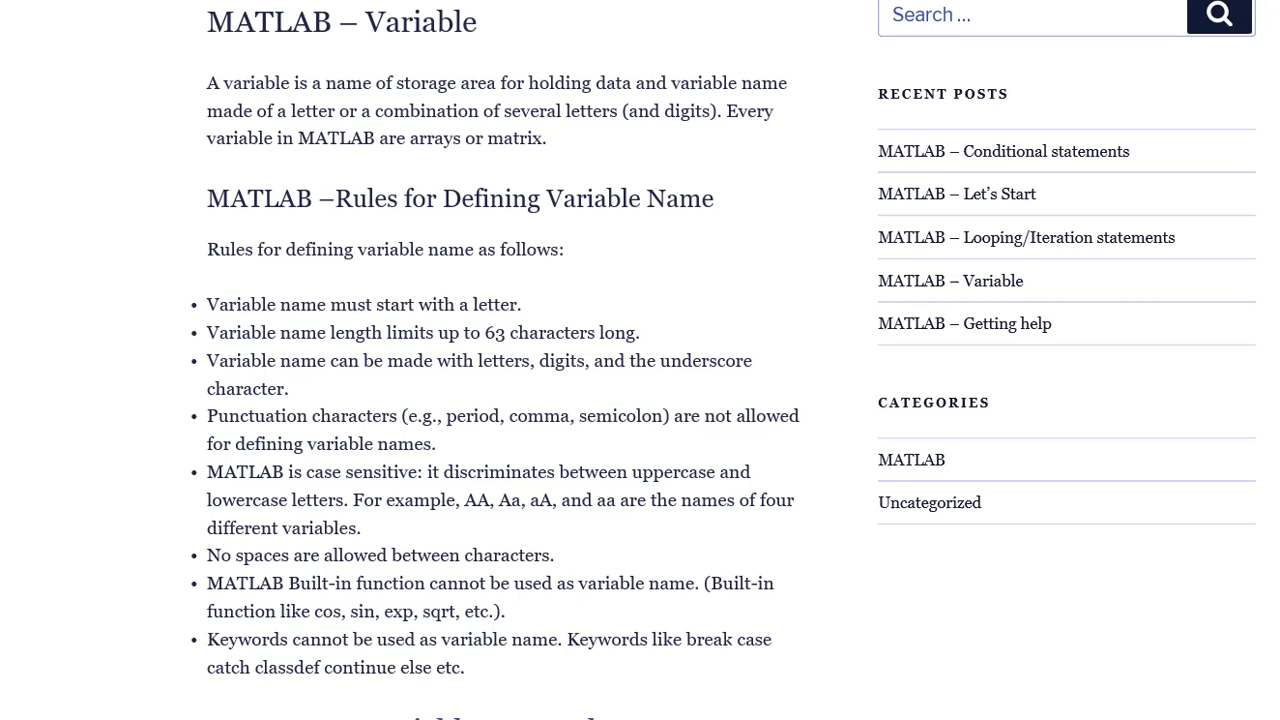 MATLAB – Variable
A variable is a name of storage area for holding data and variable name
made of a letter or a combination of several letters (and digits). Every
variable in MATLAB are arrays or matrix.
MATLAB –Rules for Defining Variable Name
Rules for defining variable name as follows:
• Variable name must start with a letter.
• Variable name length limits up to 63 characters long.
• Variable name can be made with letters, digits, and the underscore
character.
• Punctuation characters (e.g., period, comma, semicolon) are not allowed
for defining variable names.
• MATLAB is case sensitive: it discriminates between uppercase and
lowercase letters. For example, AA, Aa, aA, and aa are the names of four
different variables.
• No spaces are allowed between characters.
• MATLAB Built-in function cannot be used as variable name. (Built-in
function like cos, sin, exp, sqrt, etc.).
• Keywords cannot be used as variable name. Keywords like break case
catch classdef continue else etc.
Search …
RECENT POSTS
MATLAB – Conditional statements
MATLAB – Let’s Start
MATLAB – Looping/Iteration statements
MATLAB – Variable
MATLAB – Getting help
CATEGORIES
MATLAB
Uncategorized